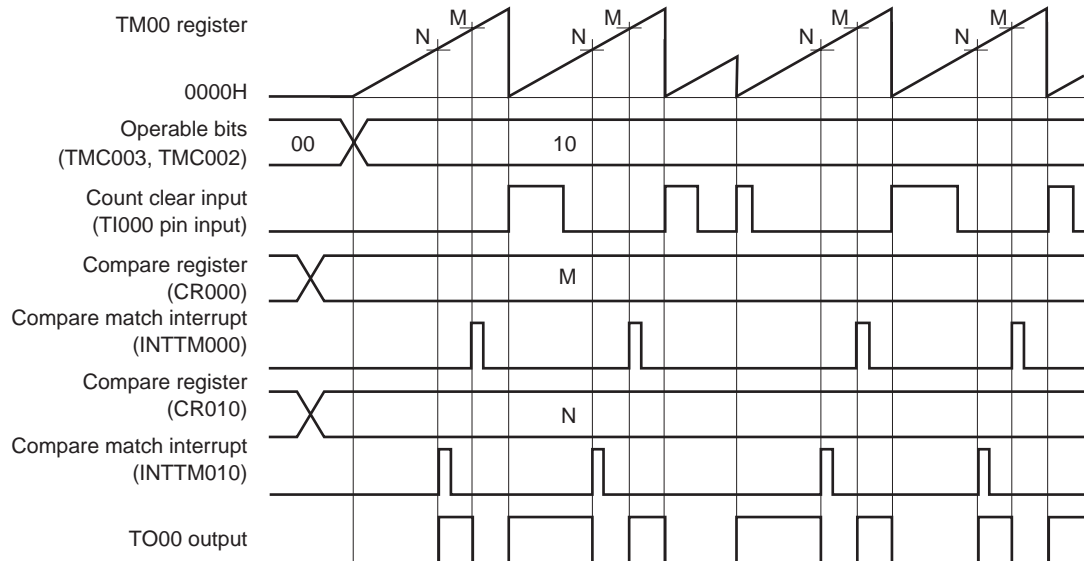 TM00 register
N
M
N
M
N
M
N
M
0000H
Operable bits
(TMC003, TMC002)
00
10
Count clear input
(TI000 pin input)
Compare register
(CR000)
M
Compare match interrupt
(INTTM000)
Compare register
(CR010)
N
Compare match interrupt
(INTTM010)
TO00 output